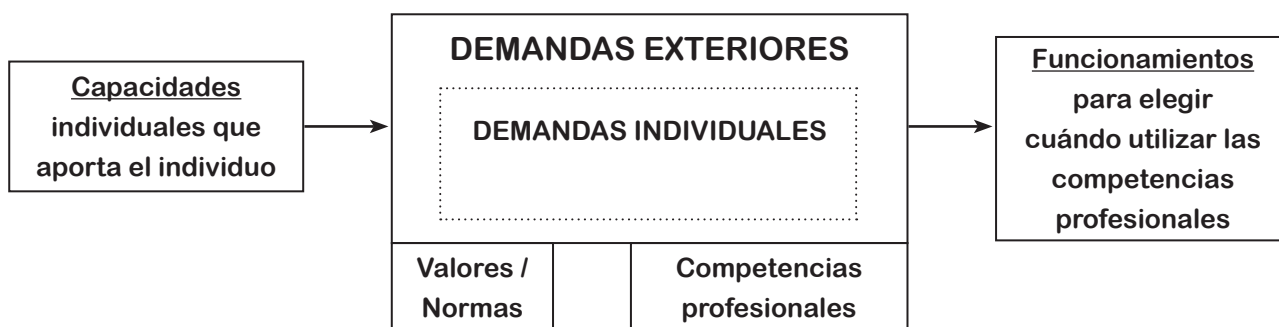 Capacidades
individuales que
aporta el individuo
DEMANDAS EXTERIORES
DEMANDAS INDIVIDUALES
Valores /
Normas
Competencias
profesionales
Funcionamientos
para elegir
cuándo utilizar las
competencias
profesionales